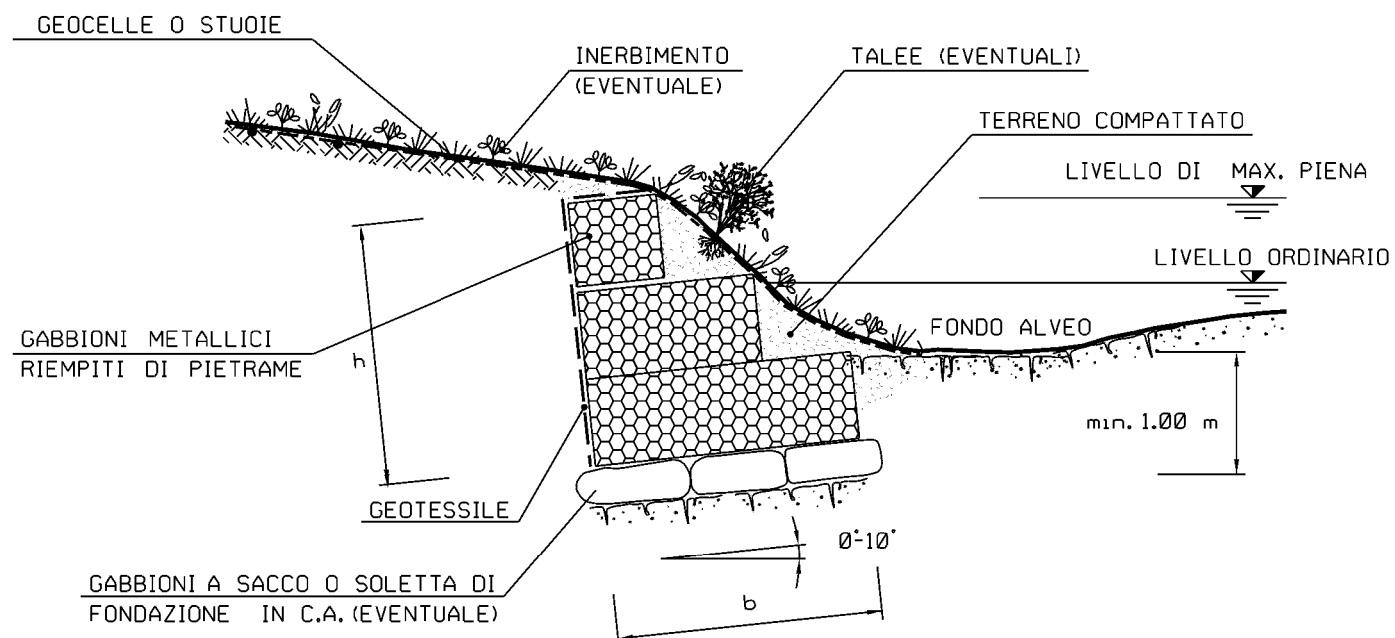 GEOCELLE O STUOIE
INERBIMENTO
(EVENTUALE)
TALEE (EVENTUALI)
TERRENO COMPATTATO
LIVELLO DI MAX. PIENA
LIVELLO ORDINARIO
GABBIONI METALLICI
RIEMPITI DI PIETRAME
h
FONDO ALVEO
min. 1.00 m
GEOTESSILE
0°-10°
GABBIONI A SACCO O SOLETTA DI
FONDAZIONE IN C.A. (EVENTUALE)
b